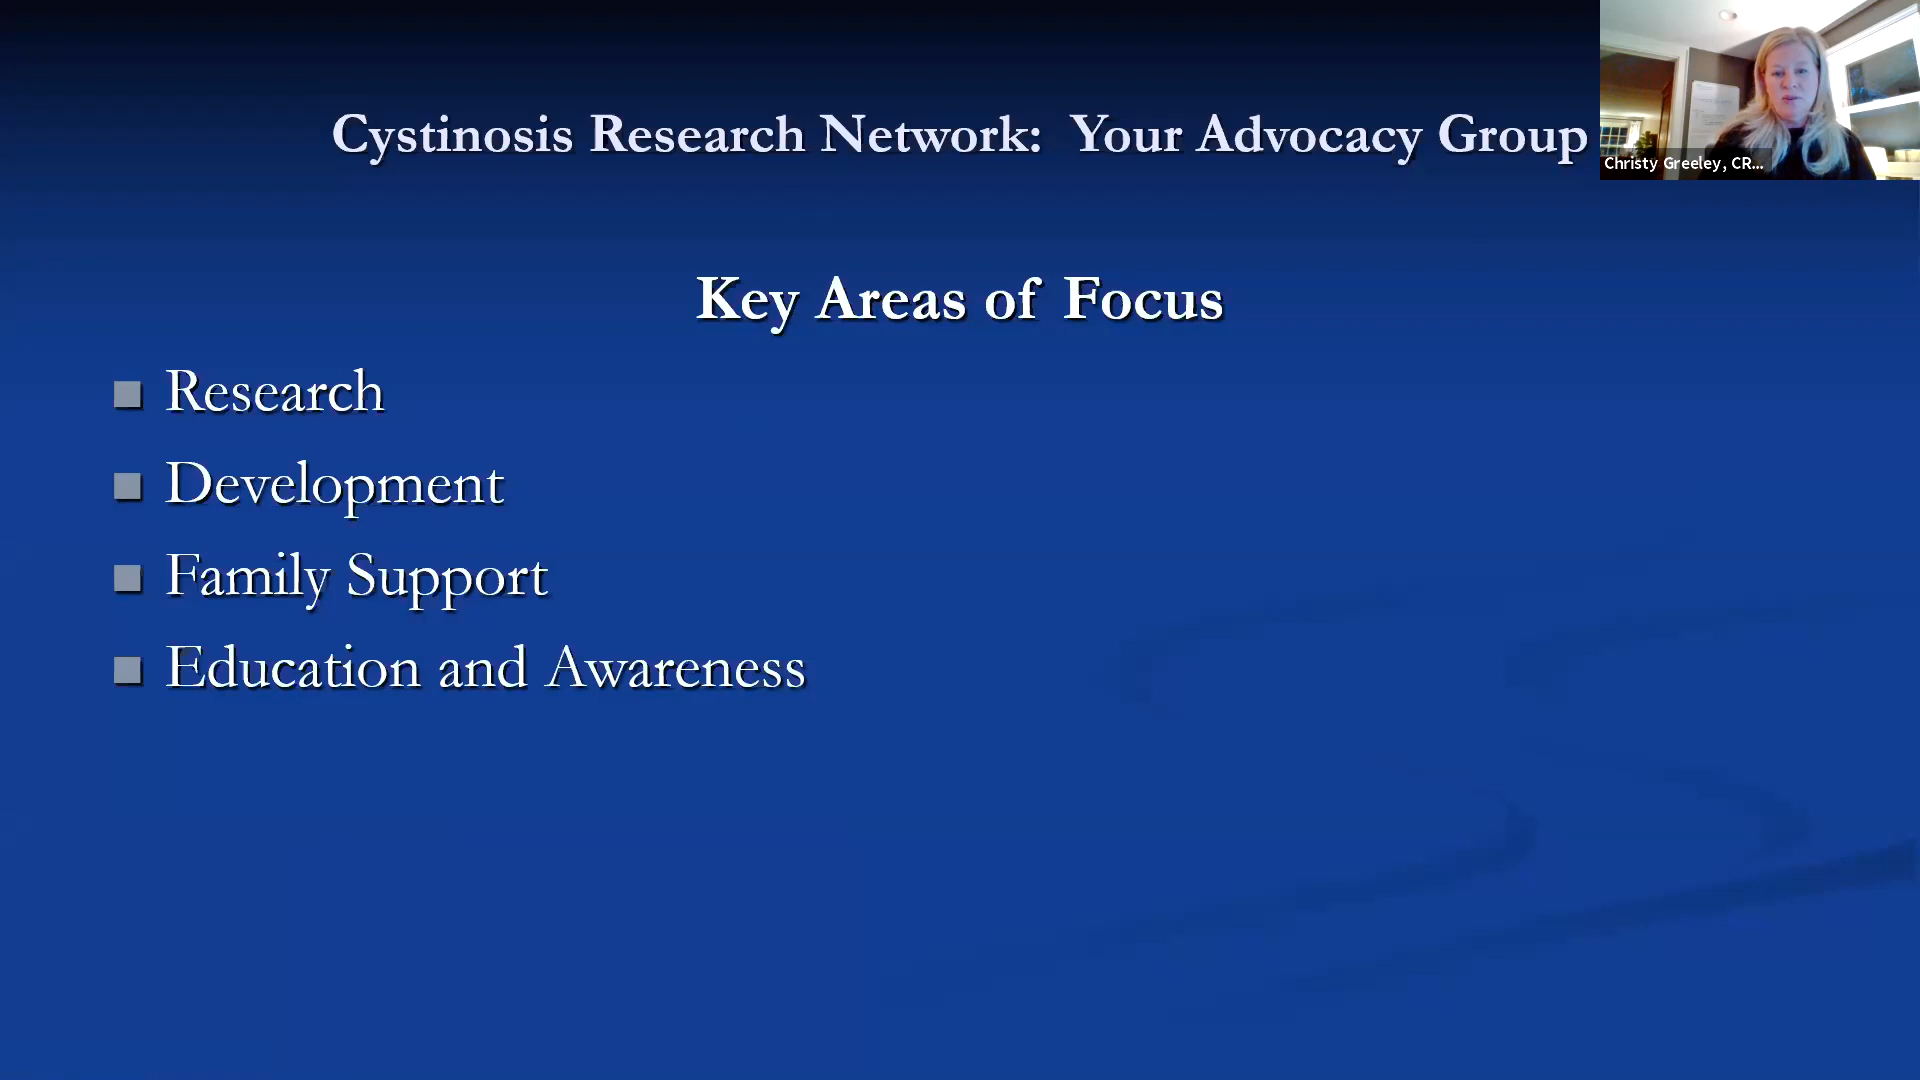 Cystinosis Research Network: Your Advocacy Group
Christy Greeley, CR...
Key Areas of Focus
Research
Development
Family Support
Education and Awareness